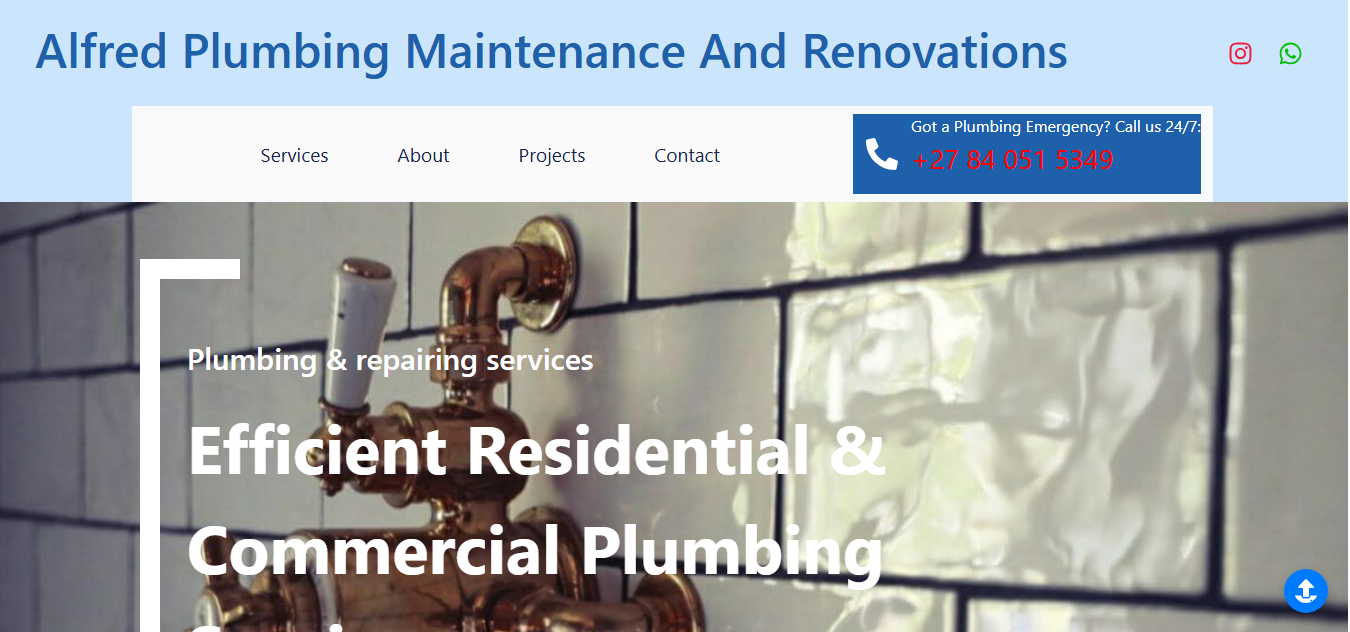 Alfred Plumbing Maintenance And Renovations
Services About Projects Contact
Got a Plumbing Emergency? Call us 24/7:
+27 84 051 5349
Plumbing & repairing services
Efficient Residential &
Commercial Plumbing